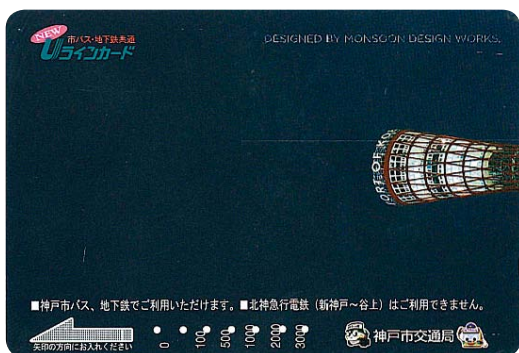 NEW
市バス・地下鉄共通
Uラインカード
DESIGNED BY MONSOON DESIGN WORKS.
■神戸市バス、地下鉄でご利用いただけます。■北神急行電鉄(新神戸～谷上)はご利用できません。
矢印の方向にお入れください
0 100 500 1000 2000 3000
神戸市交通局